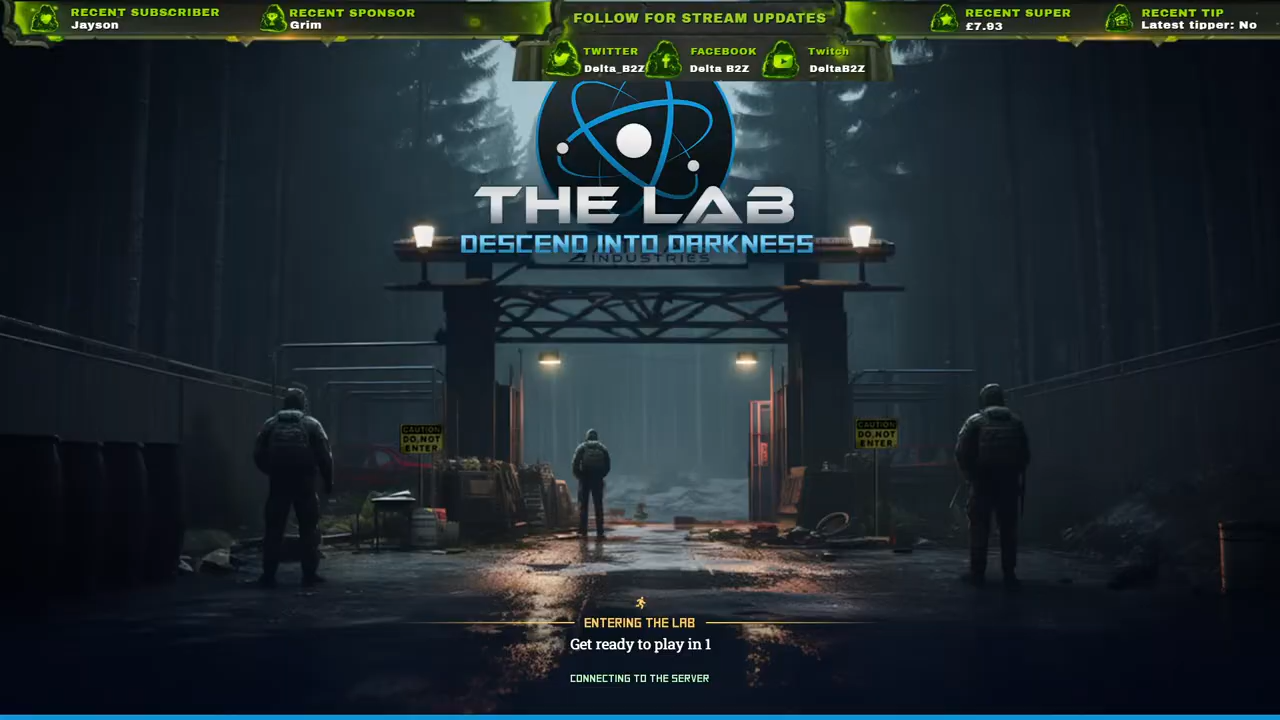 RECENT SUBSCRIBER
Jayson
RECENT SPONSOR
Grim
FOLLOW FOR STREAM UPDATES
RECENT SUPER
£7.93
RECENT TIP
Latest tipper: No
TWITTER
Delta_B2Z
FACEBOOK
Delta B2Z
Twitch
DeltaB2Z
THE LAB
DESCEND INTO DARKNESS
INDUSTRIES
CAUTION
DO NOT
ENTER
CAUTION
DO NOT
ENTER
ENTERING THE LAB
Get ready to play in 1
CONNECTING TO THE SERVER